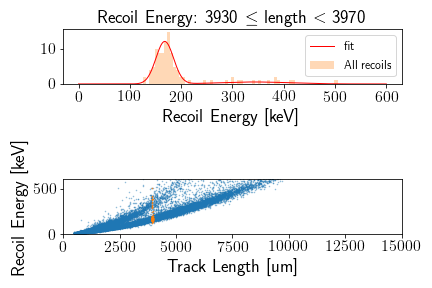 Recoil Energy: 3930 ≤ length < 3970
10
0
fit
All recoils
0 100 200 300 400 500 600
Recoil Energy [keV]
Recoil Energy [keV]
500
0
0 2500 5000 7500 10000 12500 15000
Track Length [um]